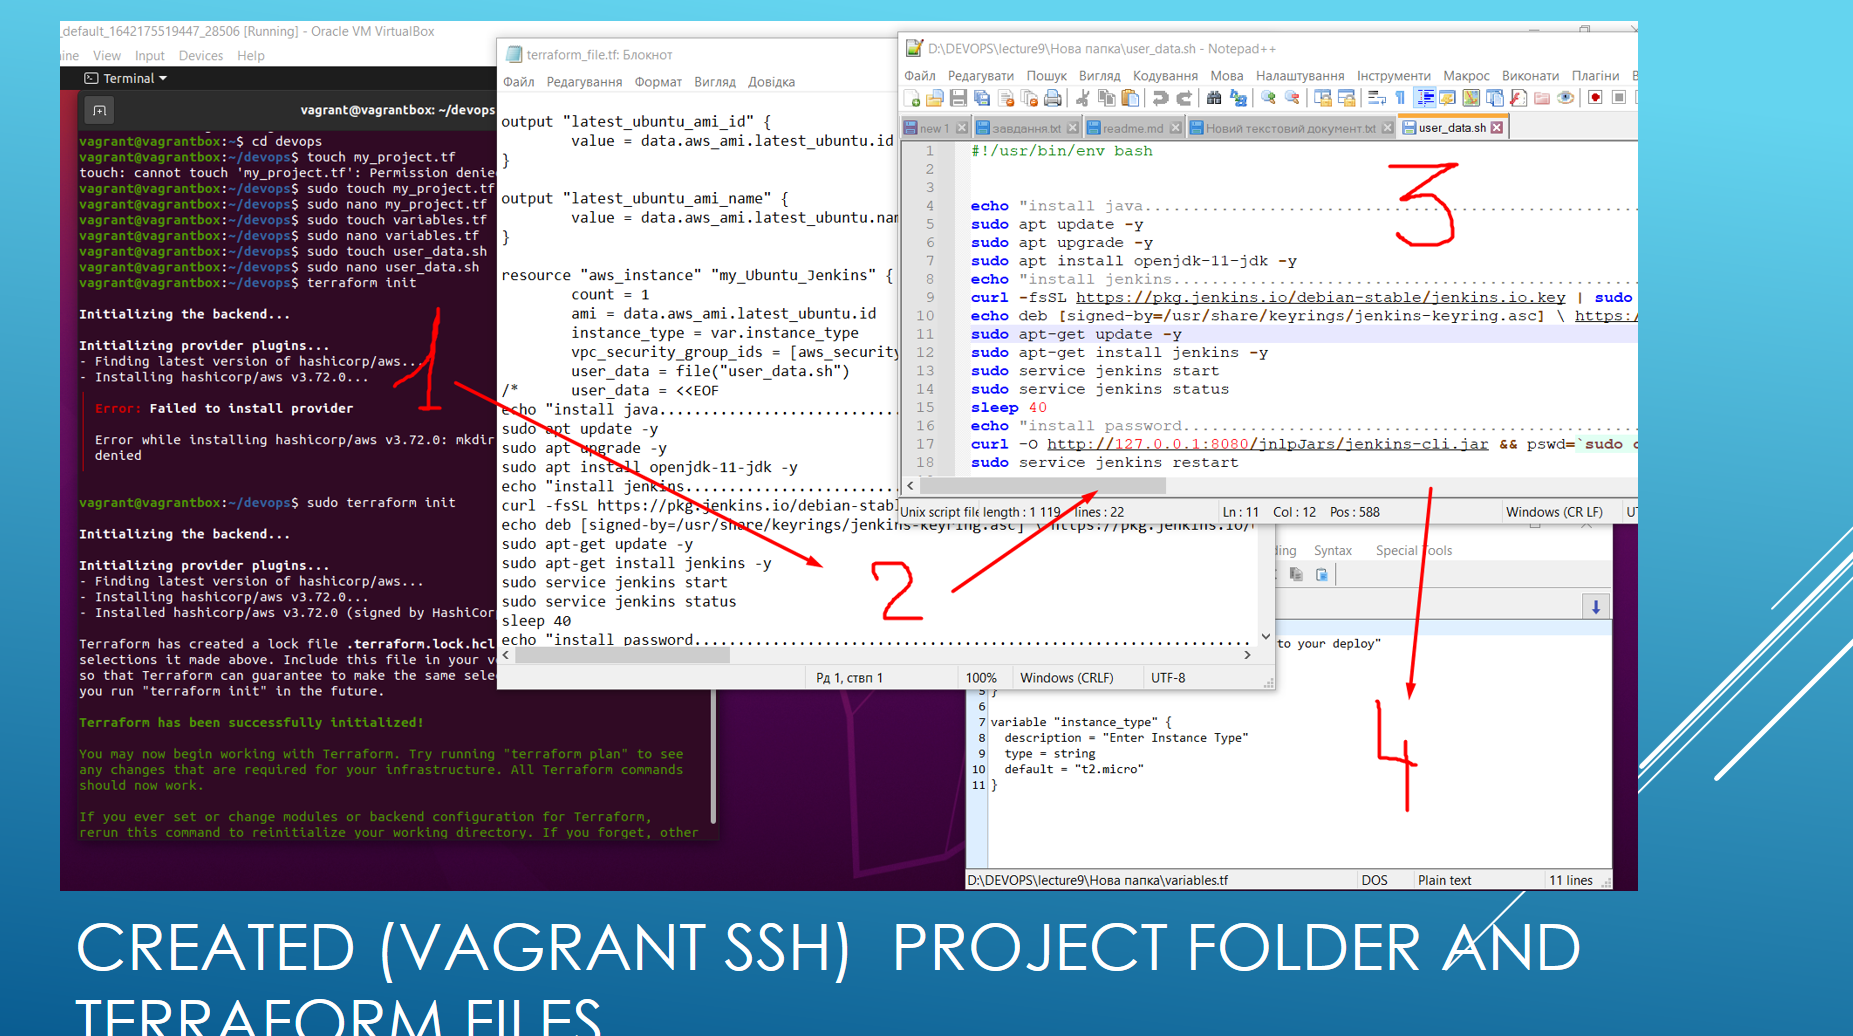 _default_1642175519447_28506 [Running] - Oracle VM VirtualBox
ine View Input Devices Help
Terminal
vagrant@vagrantbox: ~/devops
vagrant@vagrantbox:~$ cd devops
vagrant@vagrantbox:~/devops$ touch my_project.tf
touch: cannot touch 'my_project.tf': Permission denie
vagrant@vagrantbox:~/devops$ sudo touch my_project.tf
vagrant@vagrantbox:~/devops$ sudo nano my_project.tf
vagrant@vagrantbox:~/devops$ sudo touch variables.tf
vagrant@vagrantbox:~/devops$ sudo nano variables.tf
vagrant@vagrantbox:~/devops$ sudo touch user_data.sh
vagrant@vagrantbox:~/devops$ sudo nano user_data.sh
vagrant@vagrantbox:~/devops$ terraform init
Initializing the backend...
Initializing provider plugins...
- Finding latest version of hashicorp/aws...
- Installing hashicorp/aws v3.72.0...
Error: Failed to install provider
Error while installing hashicorp/aws v3.72.0: mkdir
denied
vagrant@vagrantbox:~/devops$ sudo terraform init
Initializing the backend...
Initializing provider plugins...
- Finding latest version of hashicorp/aws...
- Installing hashicorp/aws v3.72.0...
- Installed hashicorp/aws v3.72.0 (signed by HashiCor
Terraform has created a lock file .terraform.lock.hcl
selections it made above. Include this file in your v
so that Terraform can guarantee to make the same sele
you run "terraform init" in the future.
Terraform has been successfully initialized!
You may now begin working with Terraform. Try running "terraform plan" to see
any changes that are required for your infrastructure. All Terraform commands
should now work.
If you ever set or change modules or backend configuration for Terraform,
rerun this command to reinitialize your working directory. If you forget, other
1
terraform_file.tf: Блокнот
Файл Редагування Формат Вигляд Довідка
output "latest_ubuntu_ami_id" {
value = data.aws_ami.latest_ubuntu.id
}
output "latest_ubuntu_ami_name" {
value = data.aws_ami.latest_ubuntu.nam
}
resource "aws_instance" "my_Ubuntu_Jenkins" {
count = 1
ami = data.aws_ami.latest_ubuntu.id
instance_type = var.instance_type
vpc_security_group_ids = [aws_security
user_data = file("user_data.sh")
/* user_data = <<EOF
echo "install java..............................
sudo apt update -y
sudo apt upgrade -y
sudo apt install openjdk-11-jdk -y
echo "install jenkins...........................
curl -fsSL https://pkg.jenkins.io/debian-stabl
echo deb [signed-by=/usr/share/keyrings/jenkins-keyring.asc] \ https://pkg.jenkins.io/
sudo apt-get update -y
sudo apt-get install jenkins -y
sudo service jenkins start
sudo service jenkins status
sleep 40
echo "install password.........................................................
Рд 1, ствп 1 100% Windows (CRLF) UTF-8
2
D:\DEVOPS\lecture9\Нова папка\user_data.sh - Notepad++
Файл Редагувати Пошук Вигляд Кодування Мова Налаштування Інструменти Макрос Виконати Плагіни В
new 1 завдання.txt readme.md Новий текстовий документ.txt user_data.sh
1 #!/usr/bin/env bash
2
3
4 echo "install java..............................................................
5 sudo apt update -y
6 sudo apt upgrade -y
7 sudo apt install openjdk-11-jdk -y
8 echo "install jenkins...........................................................
9 curl -fsSL https://pkg.jenkins.io/debian-stable/jenkins.io.key | sudo
10 echo deb [signed-by=/usr/share/keyrings/jenkins-keyring.asc] \ https:/
11 sudo apt-get update -y
12 sudo apt-get install jenkins -y
13 sudo service jenkins start
14 sudo service jenkins status
15 sleep 40
16 echo "install password..........................................................
17 curl -O http://127.0.0.1:8080/jnlpJars/jenkins-cli.jar && pswd=`sudo c
18 sudo service jenkins restart
Unix script file length : 1 119 lines : 22 Ln : 11 Col : 12 Pos : 588 Windows (CR LF) UT
3
ding Syntax Special Tools
to your deploy"
5 }
6
7 variable "instance_type" {
8 description = "Enter Instance Type"
9 type = string
10 default = "t2.micro"
11 }
D:\DEVOPS\lecture9\Нова папка\variables.tf DOS Plain text 11 lines
4
CREATED (VAGRANT SSH) PROJECT FOLDER AND
TERRAFORM FILES